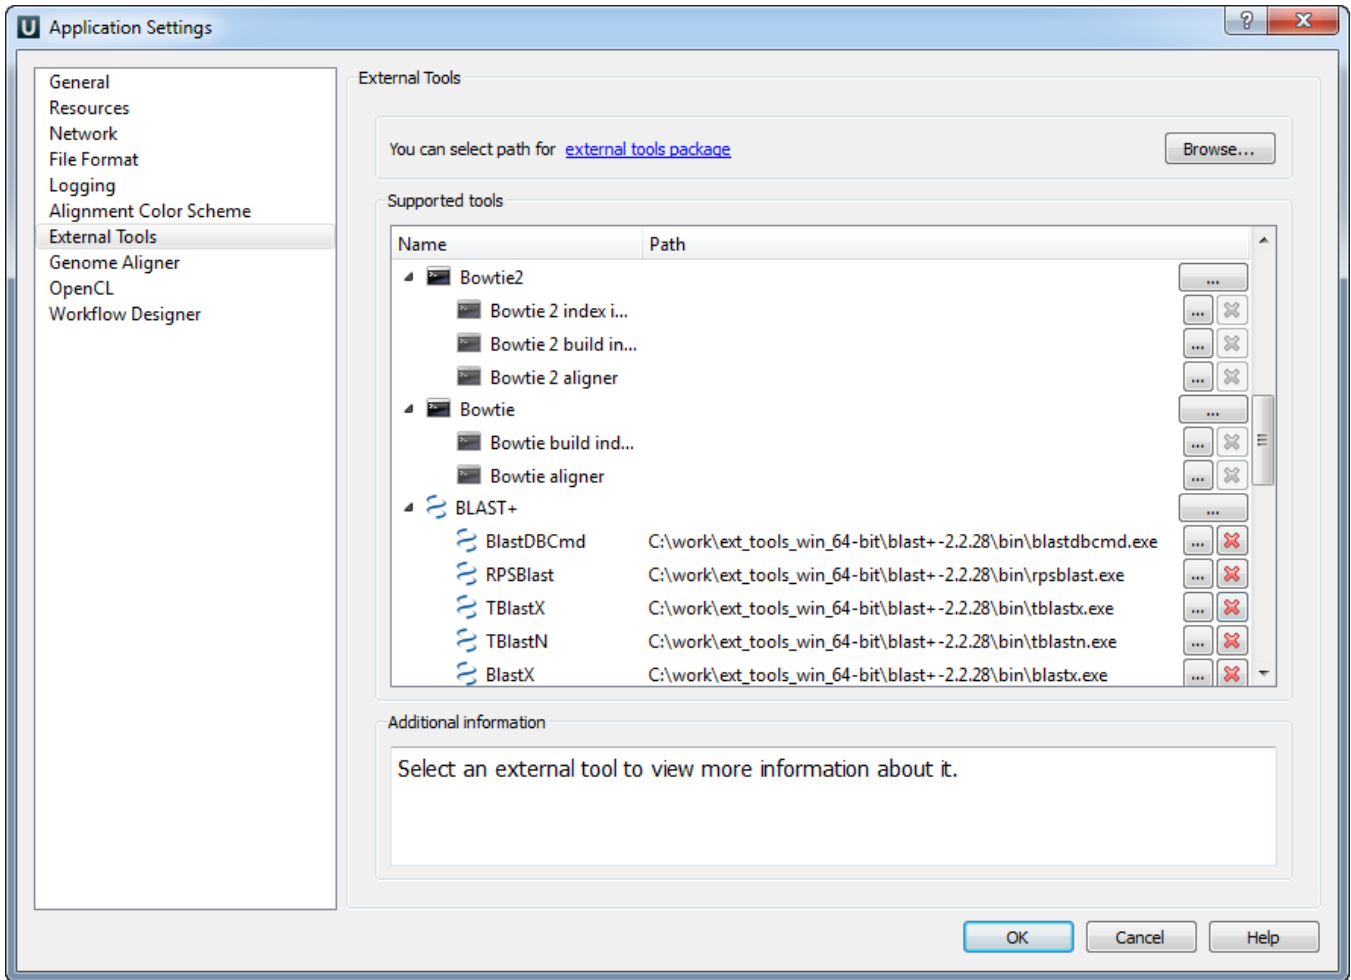 Application Settings
General
Resources
Network
File Format
Logging
Alignment Color Scheme
External Tools
Genome Aligner
OpenCL
Workflow Designer
External Tools
You can select path for external tools package
Browse...
Supported tools
Name Path
Bowtie2 ...
Bowtie 2 index i... ...
Bowtie 2 build in... ...
Bowtie 2 aligner ...
Bowtie ...
Bowtie build ind... ...
Bowtie aligner ...
BLAST+ ...
BlastDBCmd C:\work\ext_tools_win_64-bit\blast+-2.2.28\bin\blastdbcmd.exe ...
RPSBlast C:\work\ext_tools_win_64-bit\blast+-2.2.28\bin\rpsblast.exe ...
TBlastX C:\work\ext_tools_win_64-bit\blast+-2.2.28\bin\tblastx.exe ...
TBlastN C:\work\ext_tools_win_64-bit\blast+-2.2.28\bin\tblastn.exe ...
BlastX C:\work\ext_tools_win_64-bit\blast+-2.2.28\bin\blastx.exe ...
Additional information
Select an external tool to view more information about it.
OK Cancel Help